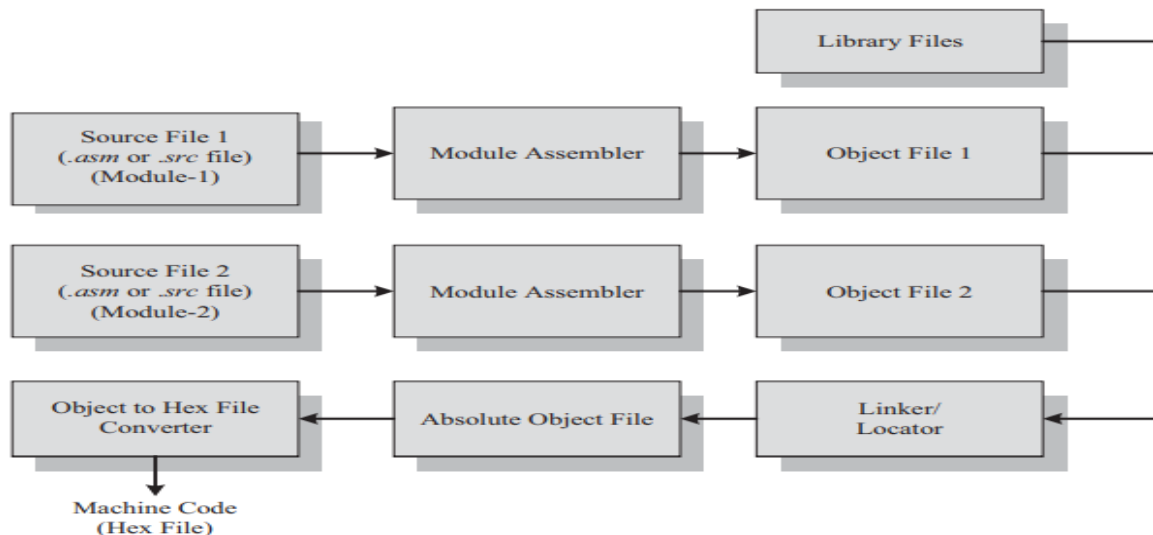 Library Files
Source File 1
(.asm or .src file)
(Module-1)
Module Assembler
Object File 1
Source File 2
(.asm or .src file)
(Module-2)
Module Assembler
Object File 2
Object to Hex File
Converter
Absolute Object File
Linker/
Locator
Machine Code
(Hex File)